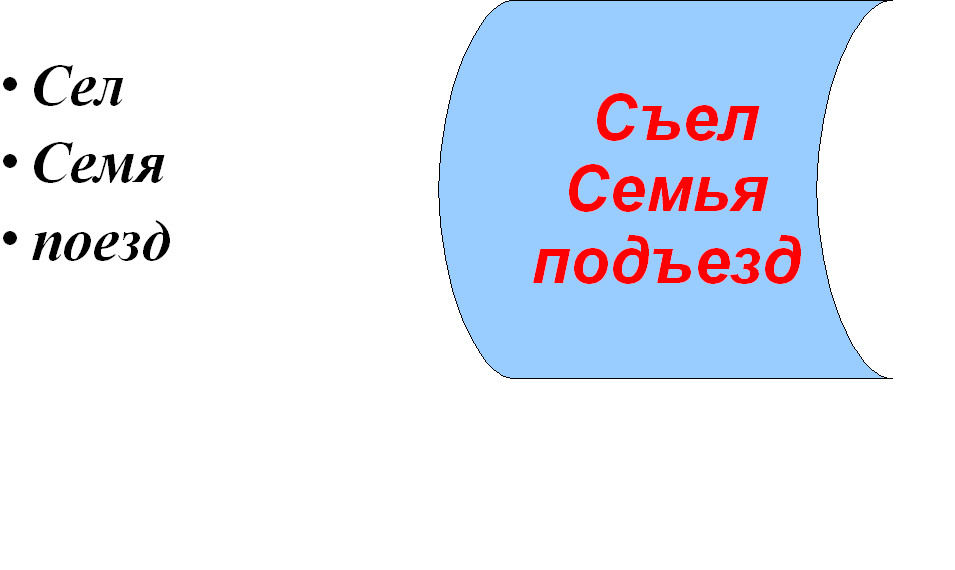 • Сел
• Семя
• поезд
Съел
Семья
подъезд